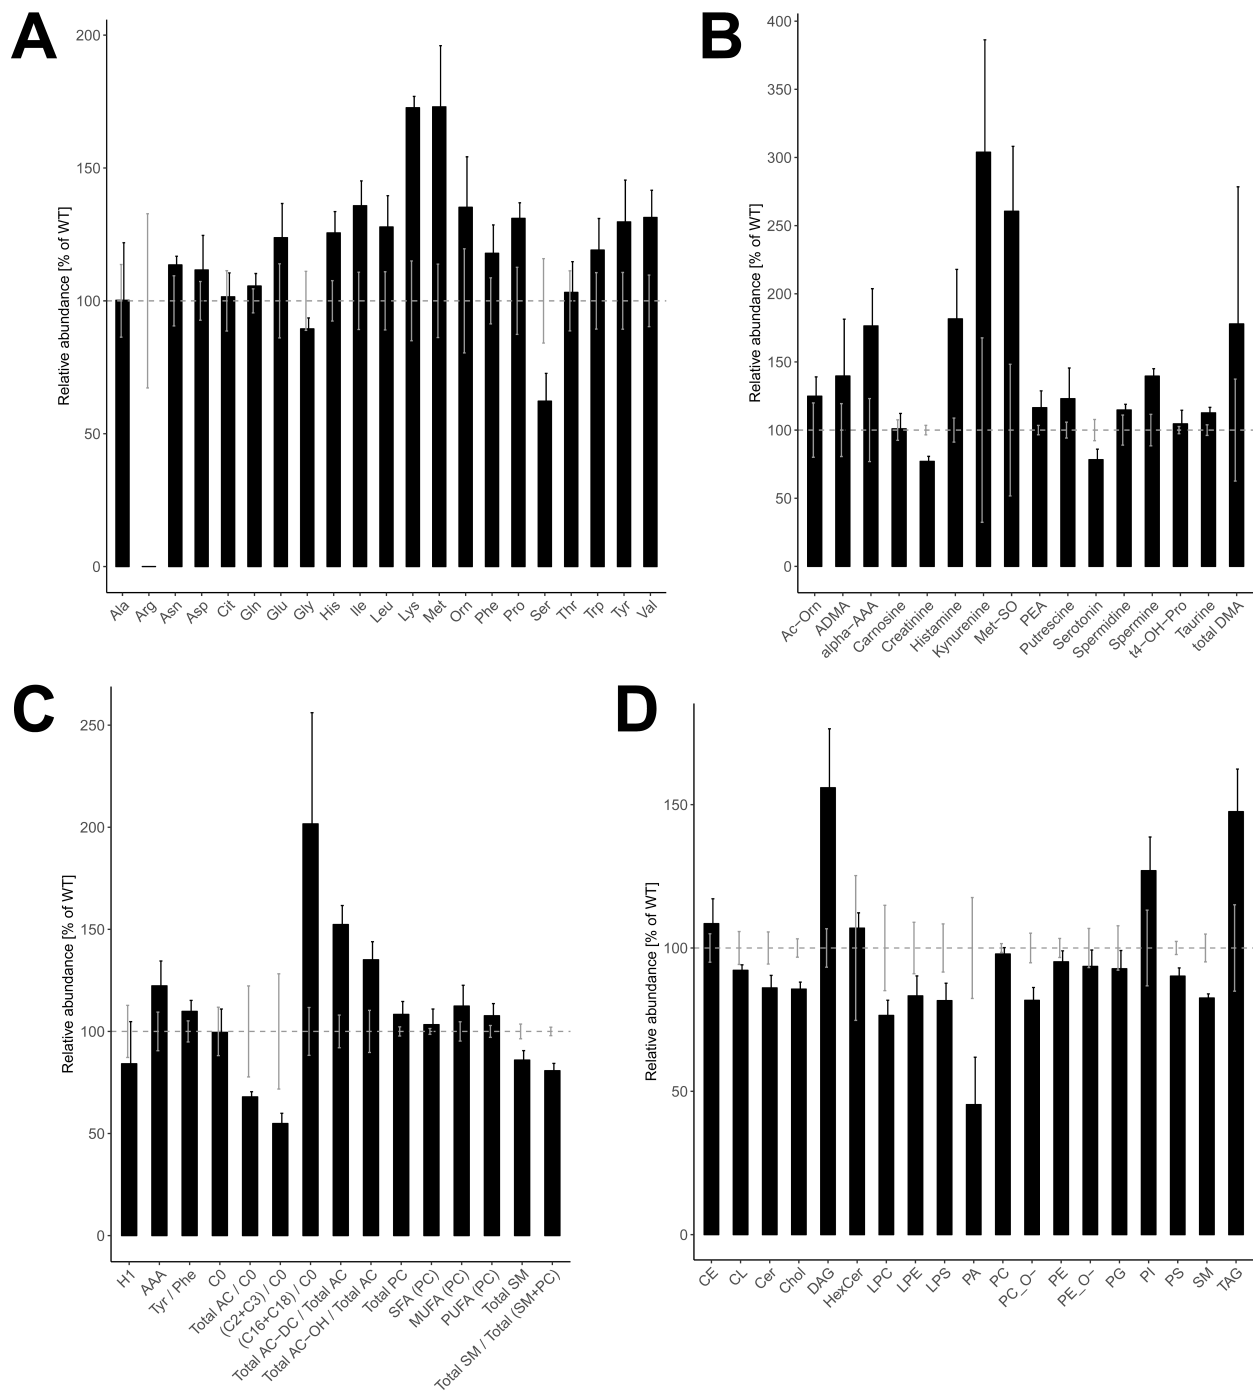 A
Relative abundance [% of WT]
200
150
100
50
0
Ala Arg Asn Asp Cit Gln Glu Gly His Ile Leu Lys Met Orn Phe Pro Ser Thr Trp Tyr Val
B
Relative abundance [% of WT]
400
350
300
250
200
150
100
50
0
Ac−Orn ADMA alpha−AAA Carnosine Creatinine Histamine Kynurenine Met−SO PEA Putrescine Serotonin Spermidine Spermine t4−OH−Pro Taurine total DMA
C
Relative abundance [% of WT]
250
200
150
100
50
0
H1 AAA Tyr / Phe C0 Total AC / C0 (C2+C3) / C0 (C16+C18) / C0 Total AC−DC / Total AC Total AC−OH / Total AC Total PC SFA (PC) MUFA (PC) PUFA (PC) Total SM Total SM / Total (SM+PC)
D
Relative abundance [% of WT]
150
100
50
0
CE CL Cer Chol DAG HexCer LPC LPE LPS PA PC PC_O− PE PE_O− PG PI PS SM TAG